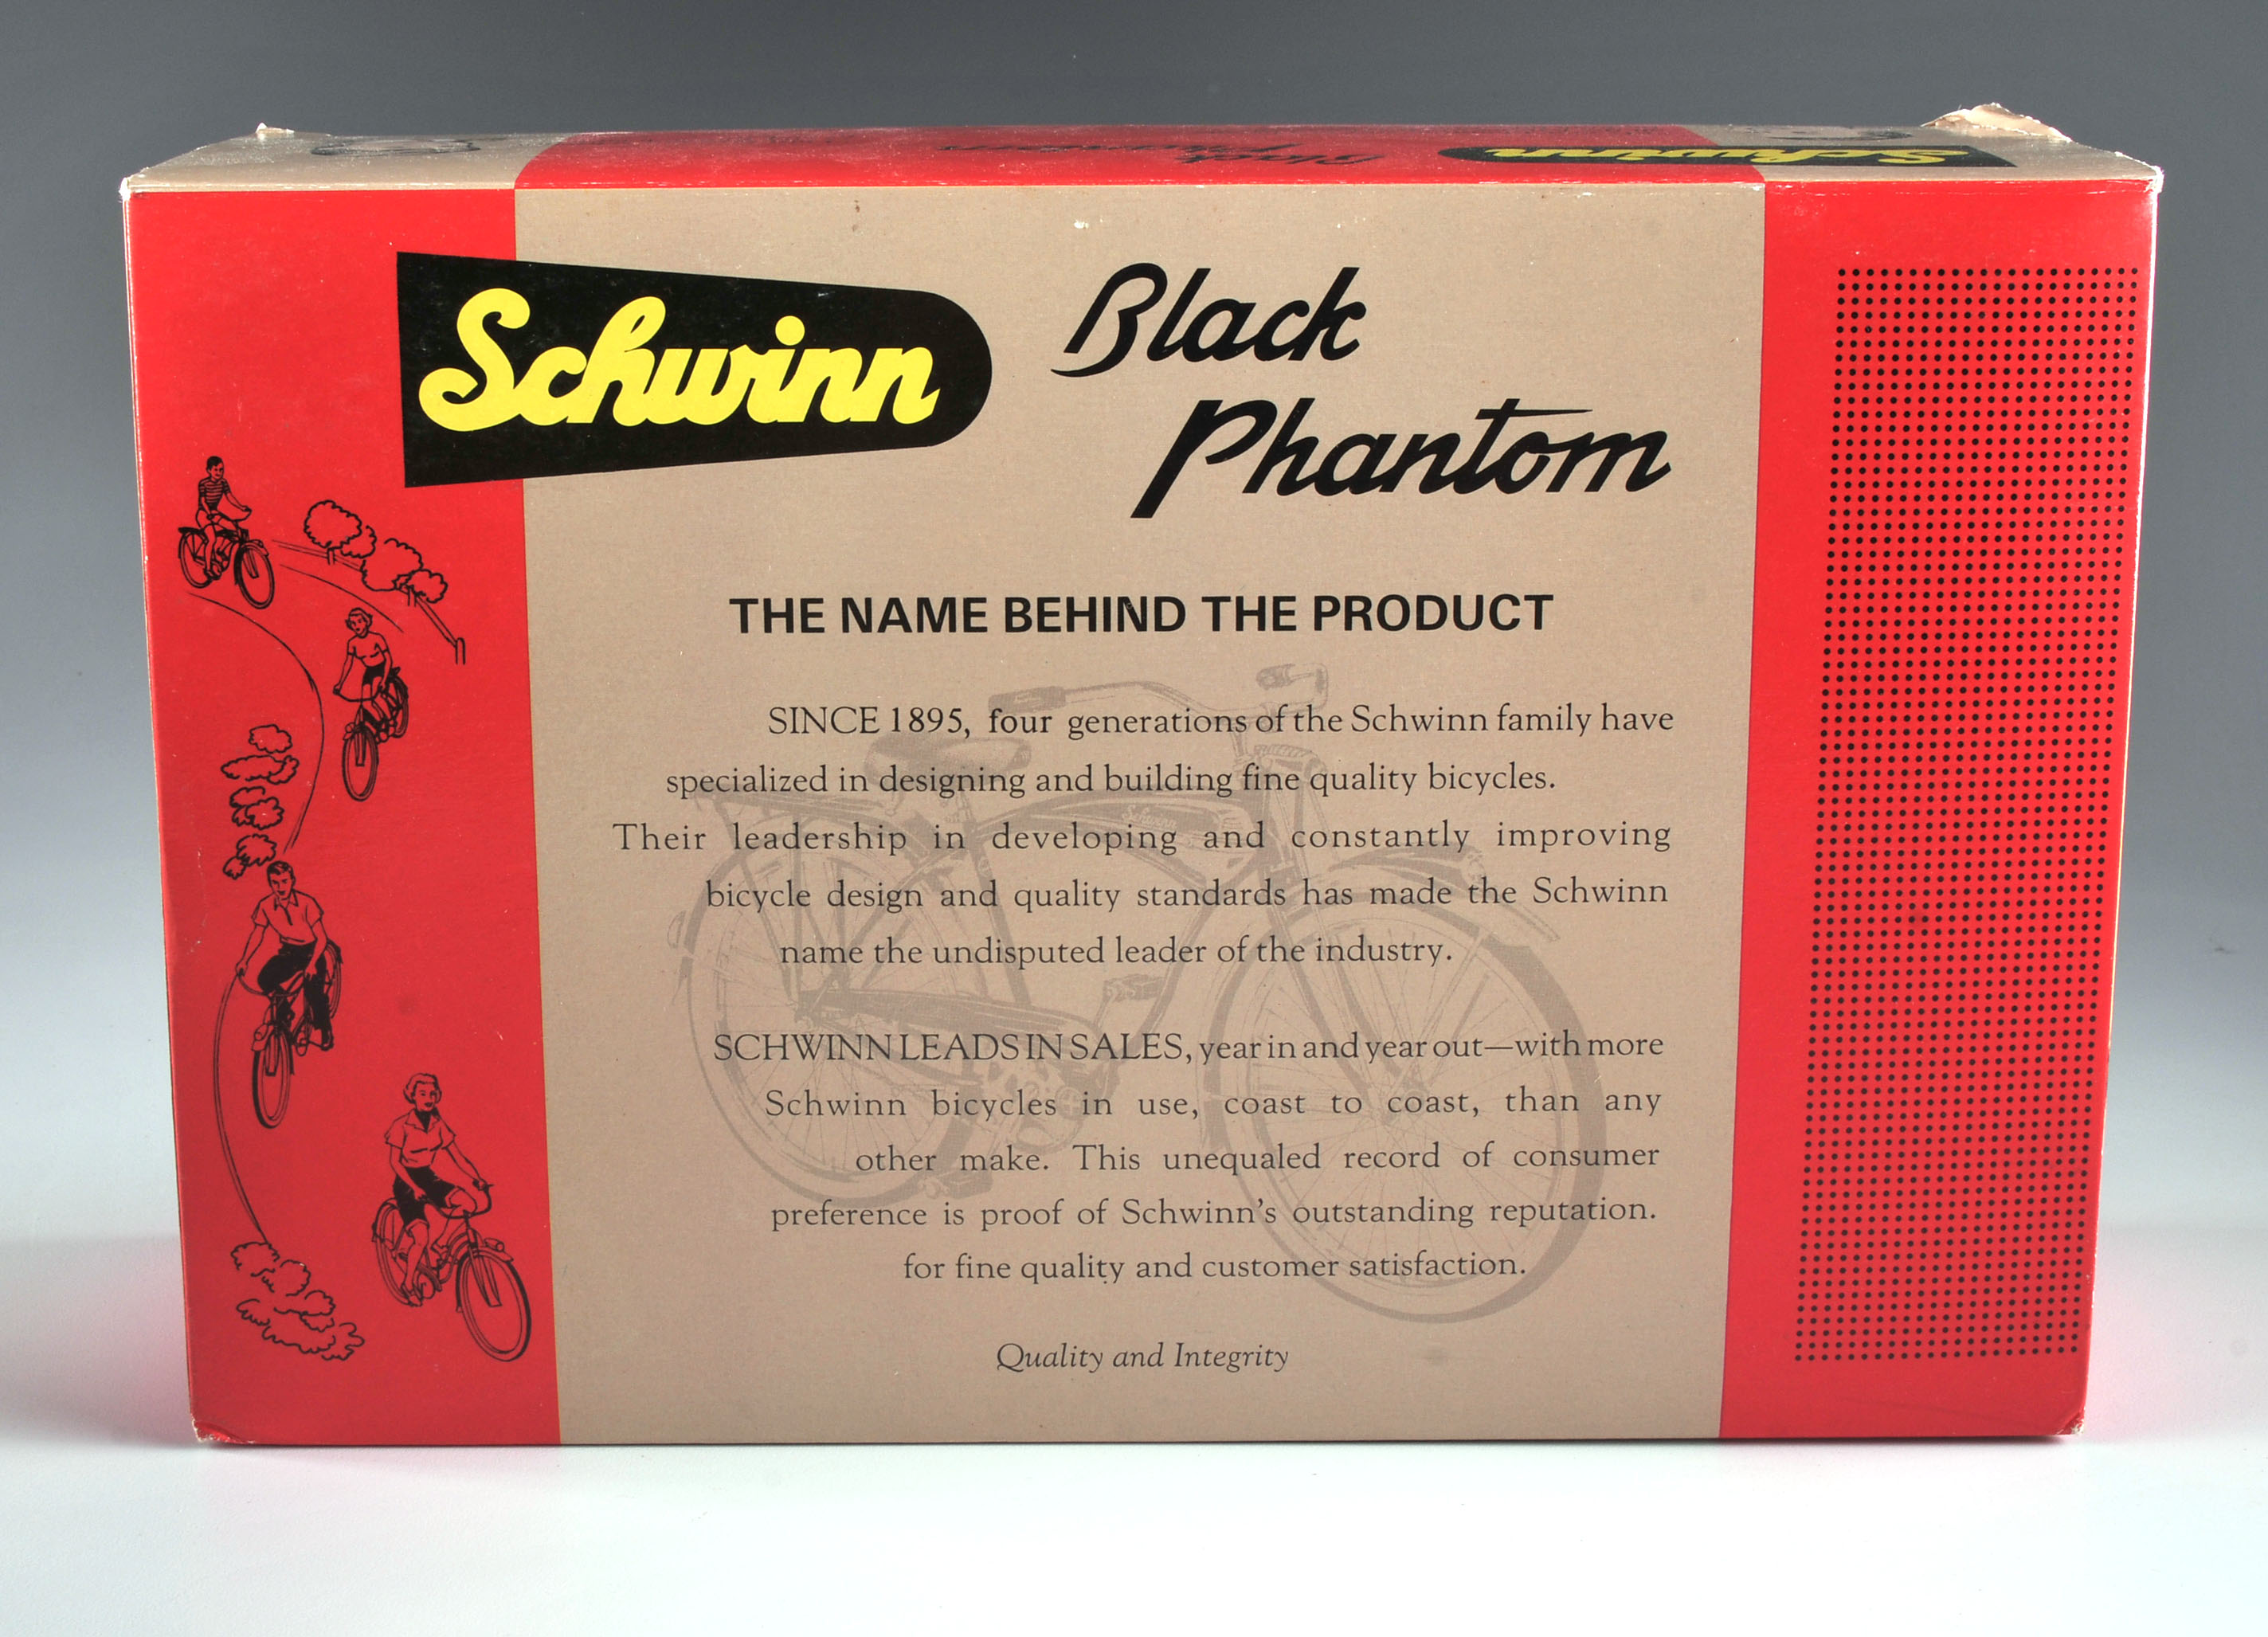 Black
Phantom
Schwinn
Schwinn
Black
Phantom
THE NAME BEHIND THE PRODUCT
SINCE 1895, four generations of the Schwinn family have
specialized in designing and building fine quality bicycles.
Their leadership in developing and constantly improving
bicycle design and quality standards has made the Schwinn
name the undisputed leader of the industry.
SCHWINN LEADS IN SALES, year in and year out—with more
Schwinn bicycles in use, coast to coast, than any
other make. This unequaled record of consumer
preference is proof of Schwinn's outstanding reputation.
for fine quality and customer satisfaction.
Quality and Integrity